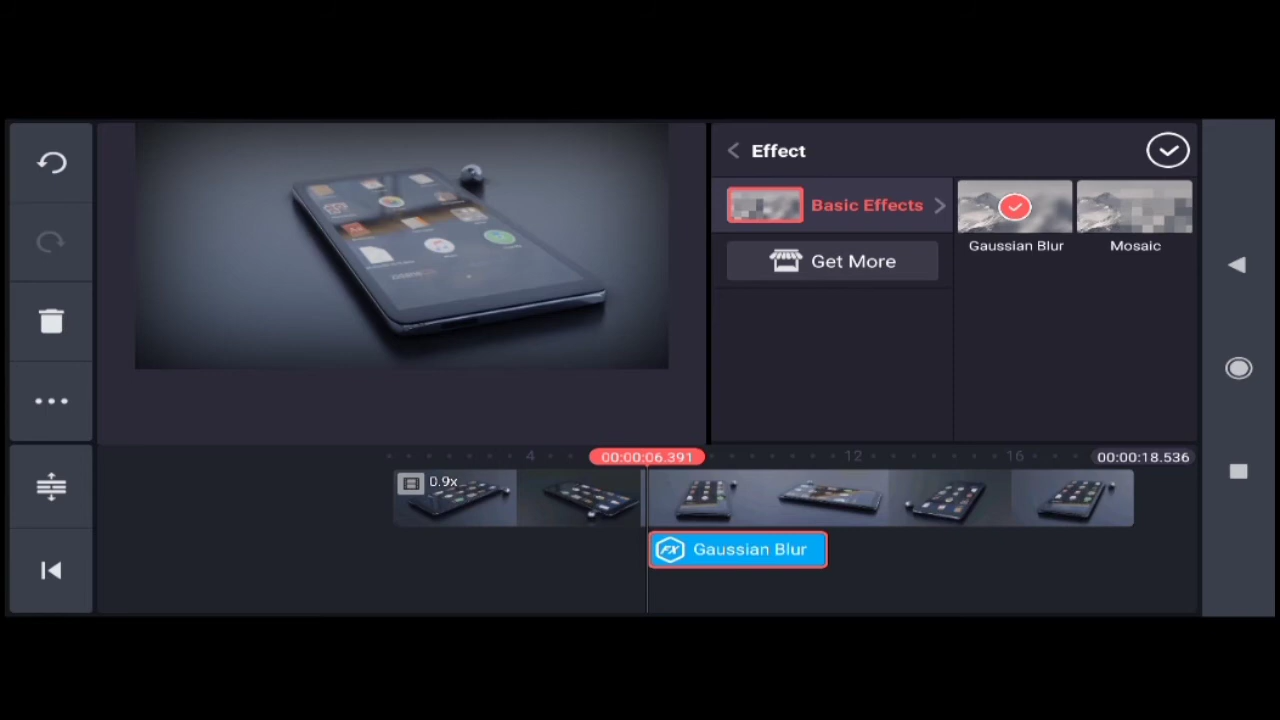 Effect
Basic Effects
Get More
Gaussian Blur
Mosaic
4
00:00:06.391
12
16
00:00:18.536
0.9x
FX
Gaussian Blur